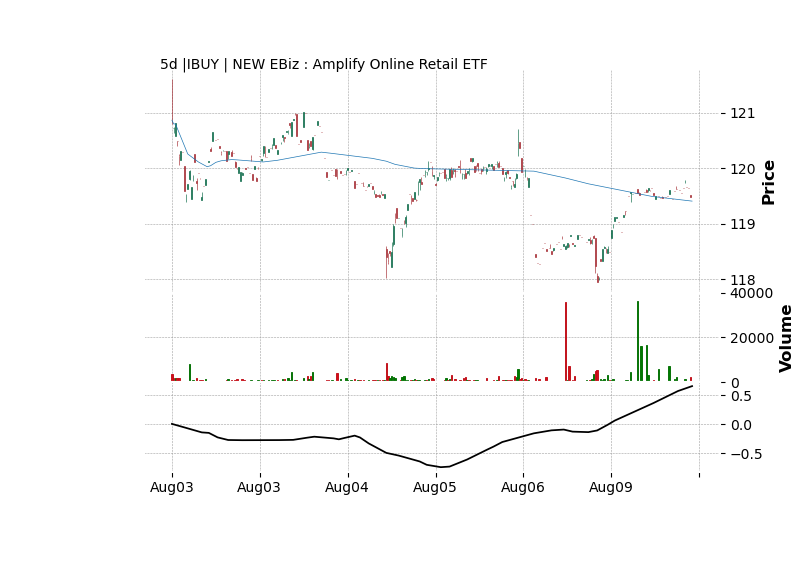 5d |IBUY | NEW EBiz : Amplify Online Retail ETF
121
120
119
118
Price
40000
20000
0
Volume
0.5
0.0
−0.5
Aug03 Aug03 Aug04 Aug05 Aug06 Aug09